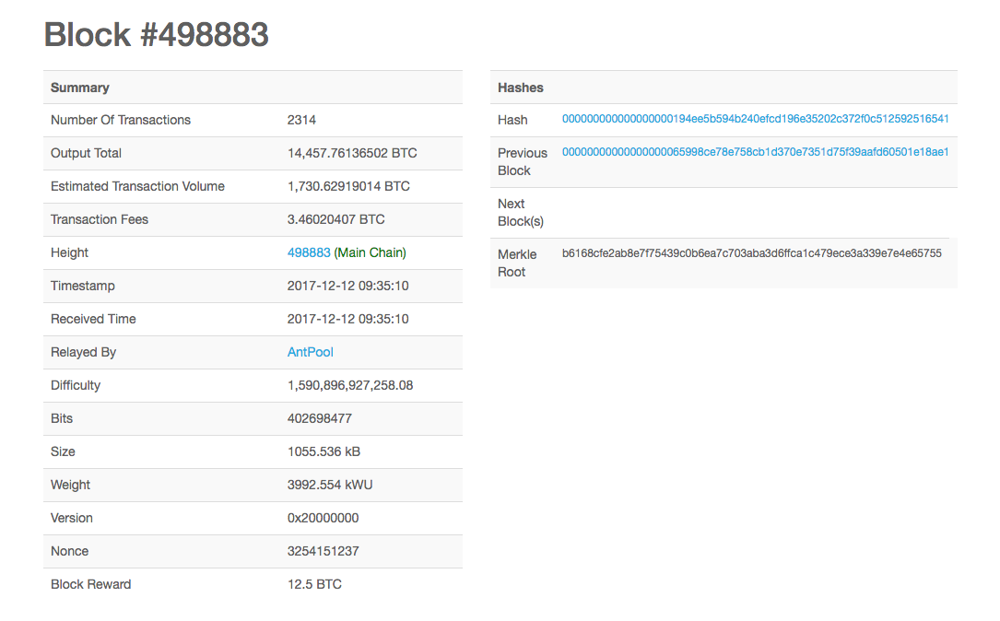 Block #498883
Summary
Number Of Transactions 2314
Output Total 14,457.76136502 BTC
Estimated Transaction Volume 1,730.62919014 BTC
Transaction Fees 3.46020407 BTC
Height 498883 (Main Chain)
Timestamp 2017-12-12 09:35:10
Received Time 2017-12-12 09:35:10
Relayed By AntPool
Difficulty 1,590,896,927,258.08
Bits 402698477
Size 1055.536 kB
Weight 3992.554 kWU
Version 0x20000000
Nonce 3254151237
Block Reward 12.5 BTC
Hashes
Hash 000000000000000000194ee5b594b240efcd196e35202c372f0c512592516541
Previous 00000000000000000065998ce78e758cb1d370e7351d75f39aafd60501e18ae1
Block
Next
Block(s)
Merkle b6168cfe2ab8e7f75439c0b6ea7c703aba3d6ffca1c479ece3a339e7e4e65755
Root